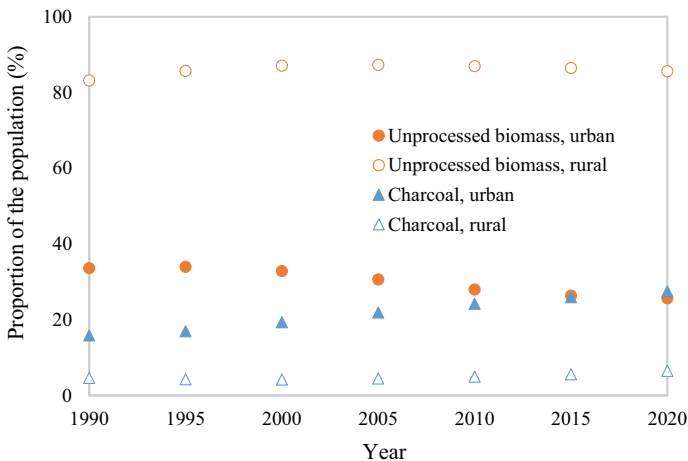 Proportion of the population (%)
100
80
60
40
20
0
Unprocessed biomass, urban
Unprocessed biomass, rural
Charcoal, urban
Charcoal, rural
1990 1995 2000 2005 2010 2015 2020
Year